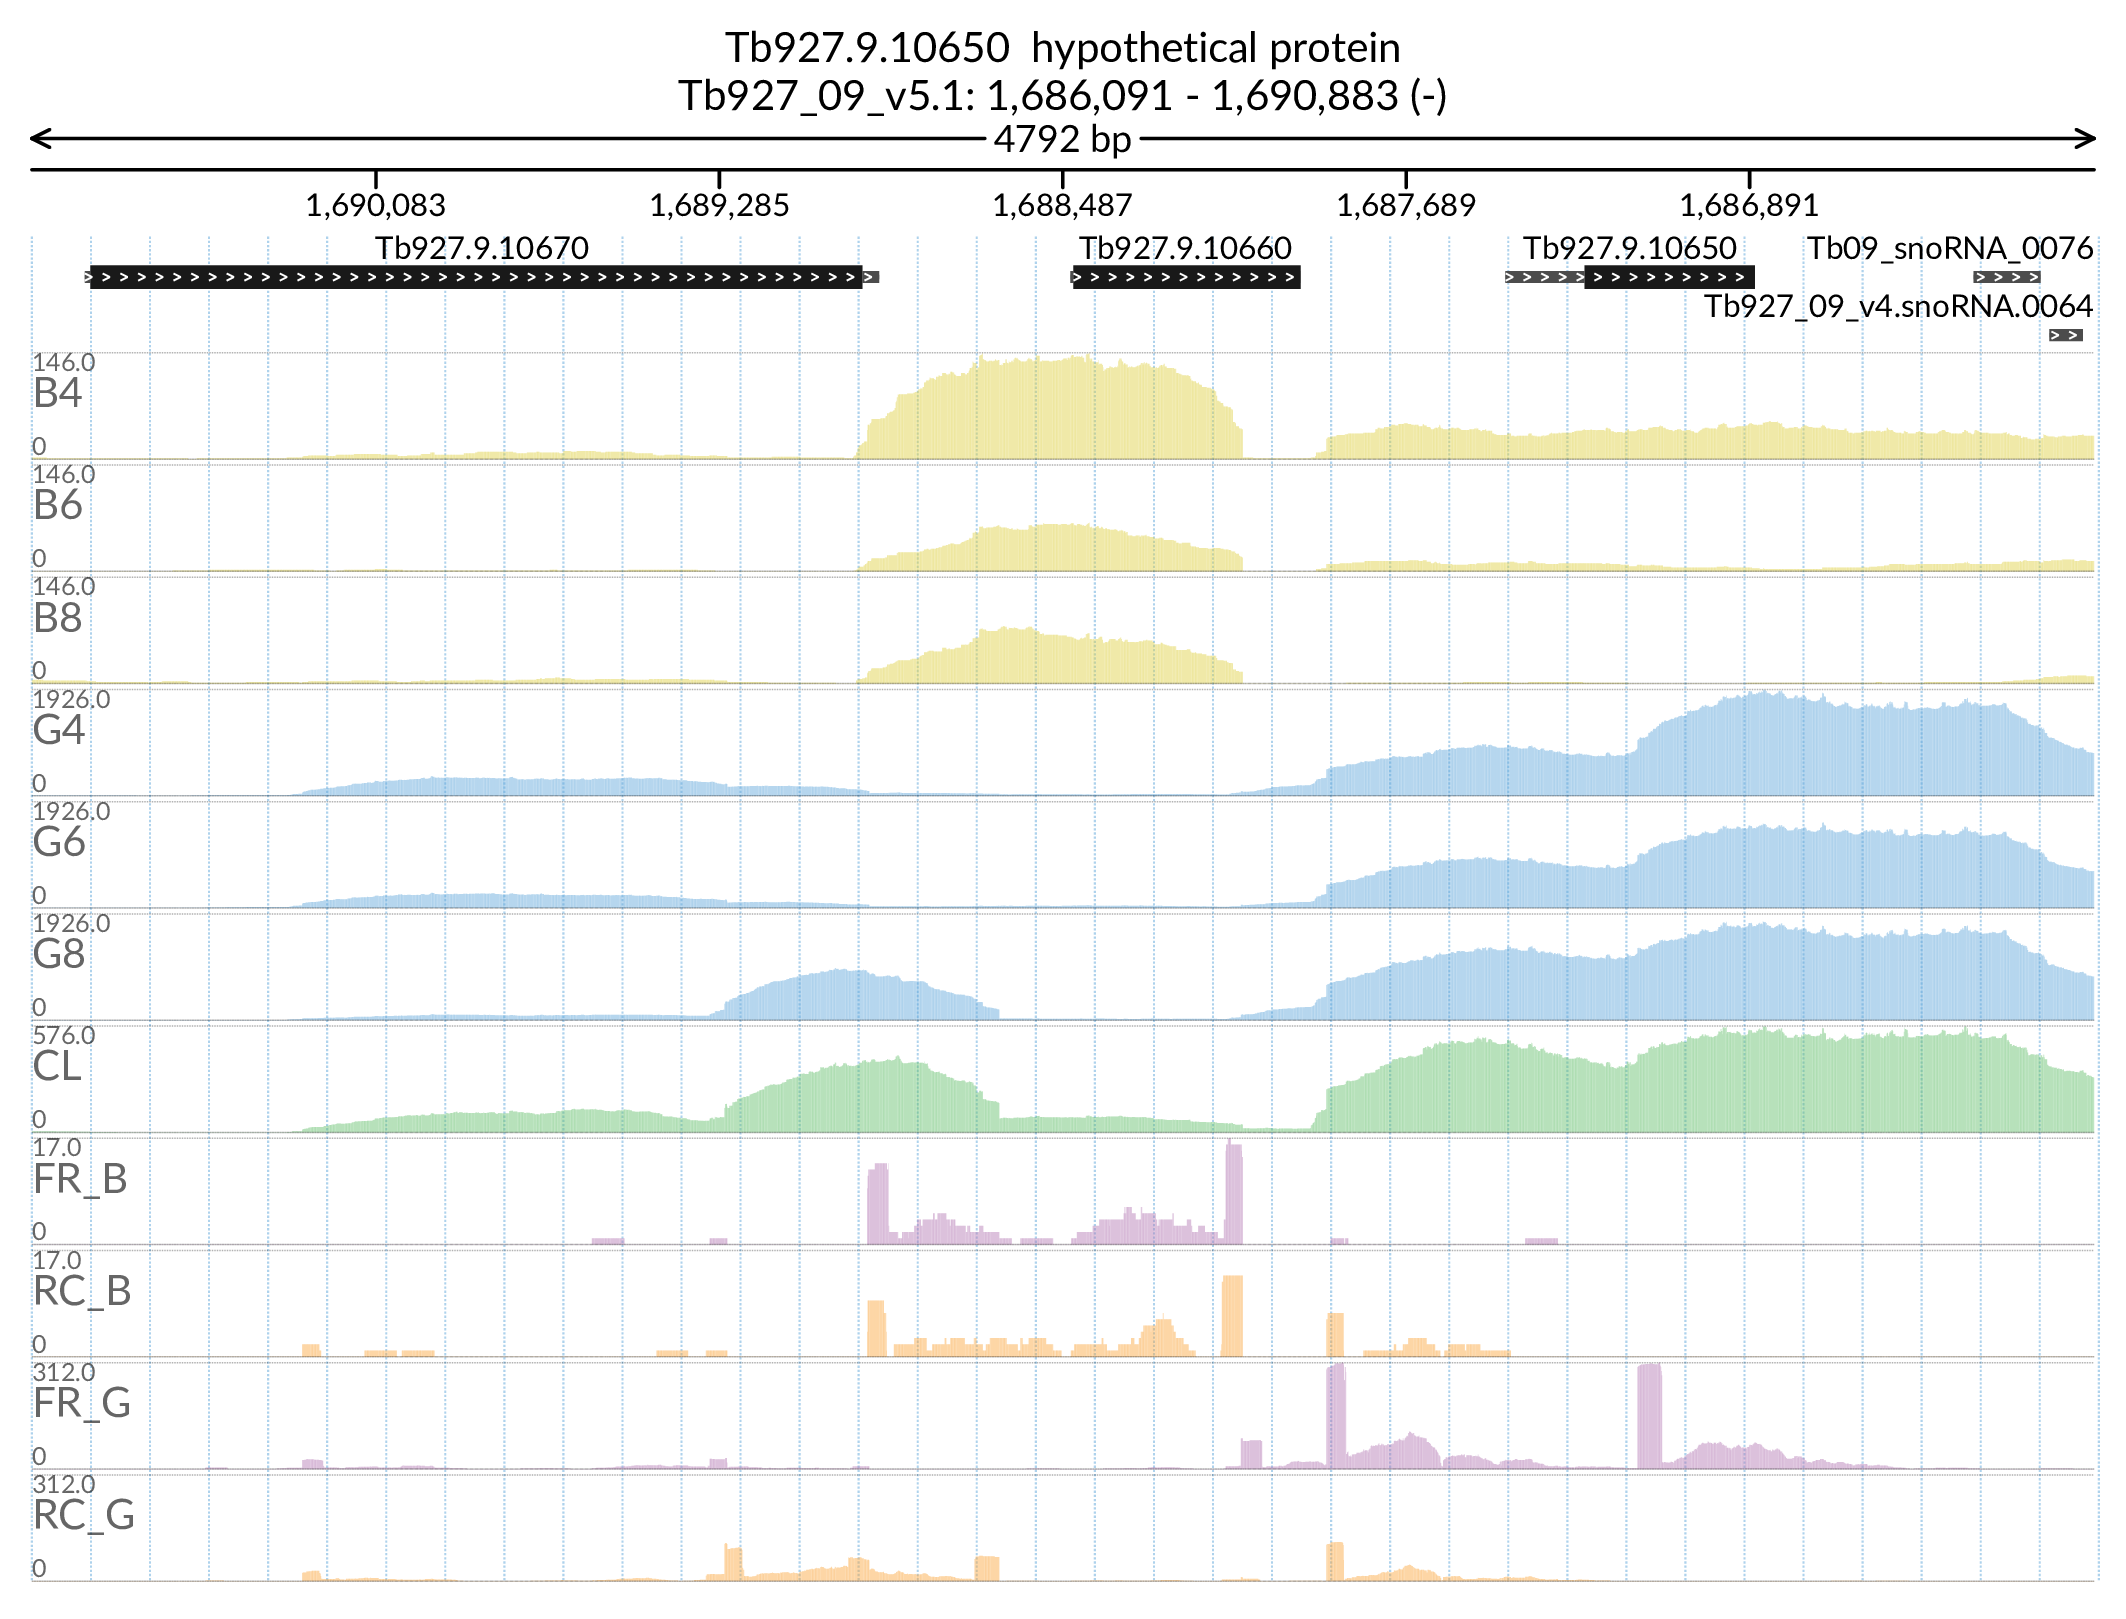 Tb927.9.10650 hypothetical protein
Tb927_09_v5.1: 1,686,091 - 1,690,883 (-)
4792 bp
1,690,083 1,689,285 1,688,487 1,687,689 1,686,891
Tb927.9.10670 Tb927.9.10660 Tb927.9.10650 Tb09_snoRNA_0076
Tb927_09_v4.snoRNA.0064
146.0
B4
0
146.0
B6
0
146.0
B8
0
1926.0
G4
0
1926.0
G6
0
1926.0
G8
0
576.0
CL
0
17.0
FR_B
0
17.0
RC_B
0
312.0
FR_G
0
312.0
RC_G
0